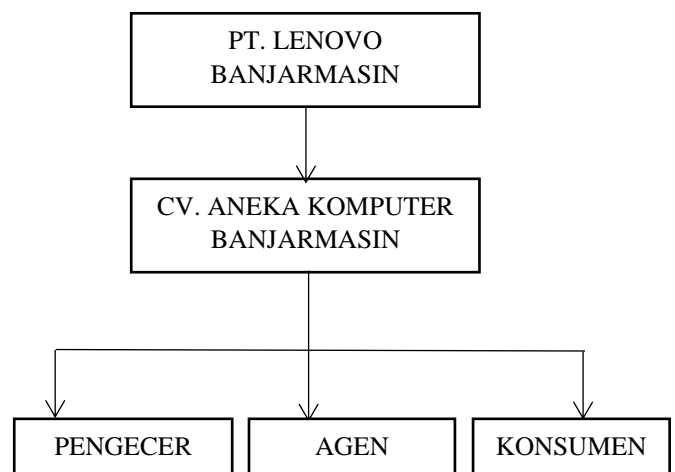 PT. LENOVO
BANJARMASIN
CV. ANEKA KOMPUTER
BANJARMASIN
PENGECER
AGEN
KONSUMEN